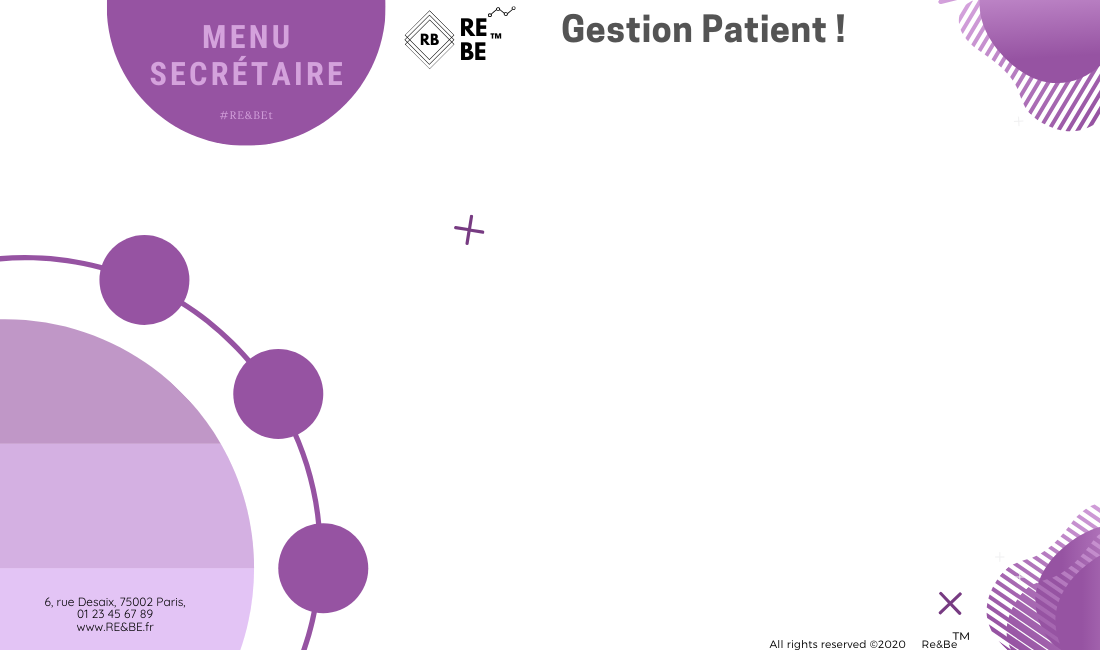 MENU
SECRÉTAIRE
#RE&BEt
RB
RE
BE ™
Gestion Patient !
6, rue Desaix, 75002 Paris,
01 23 45 67 89
www.RE&BE.fr
All rights reserved ©2020 Re&Be™